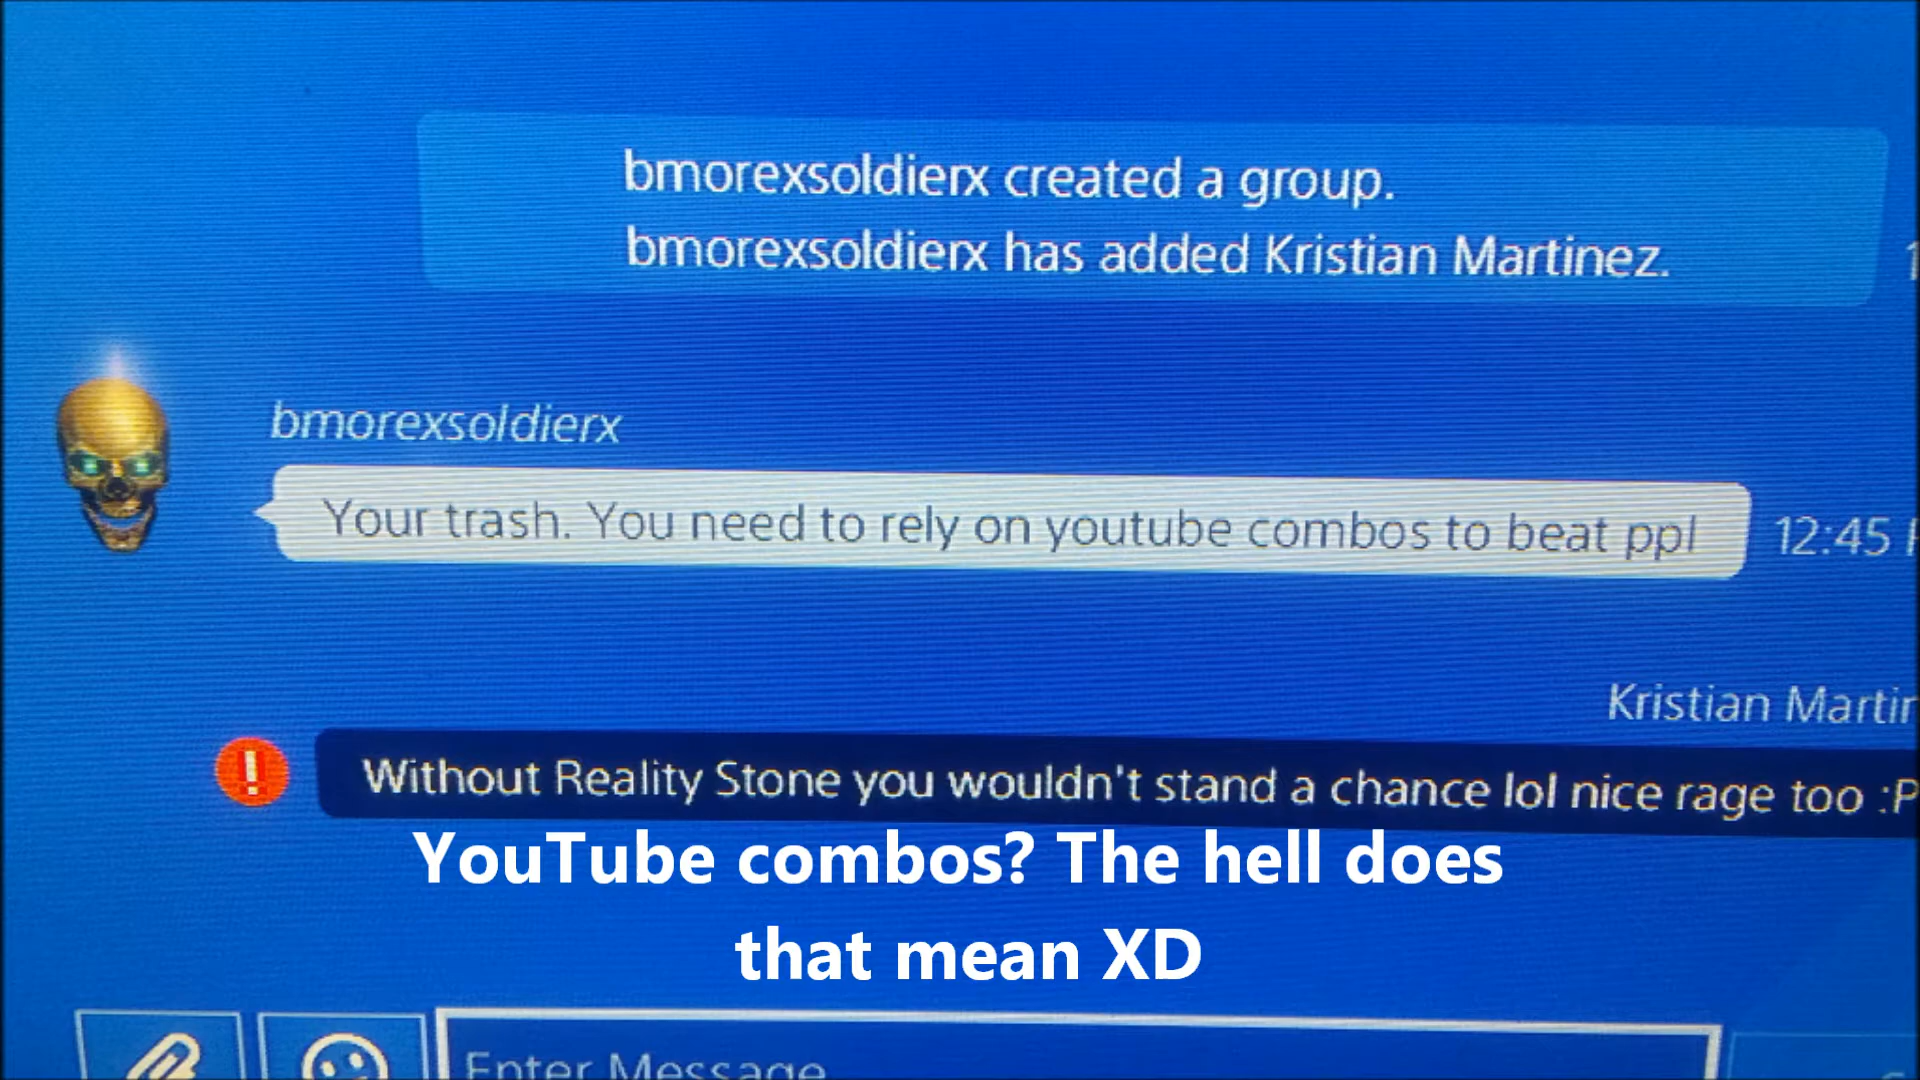 bmorexsoldierx created a group.
bmorexsoldierx has added Kristian Martinez.
bmorexsoldierx
Your trash. You need to rely on youtube combos to beat ppl
12:45
Kristian Martin
Without Reality Stone you wouldn't stand a chance lol nice rage too :P
YouTube combos? The hell does
that mean XD
Enter Message